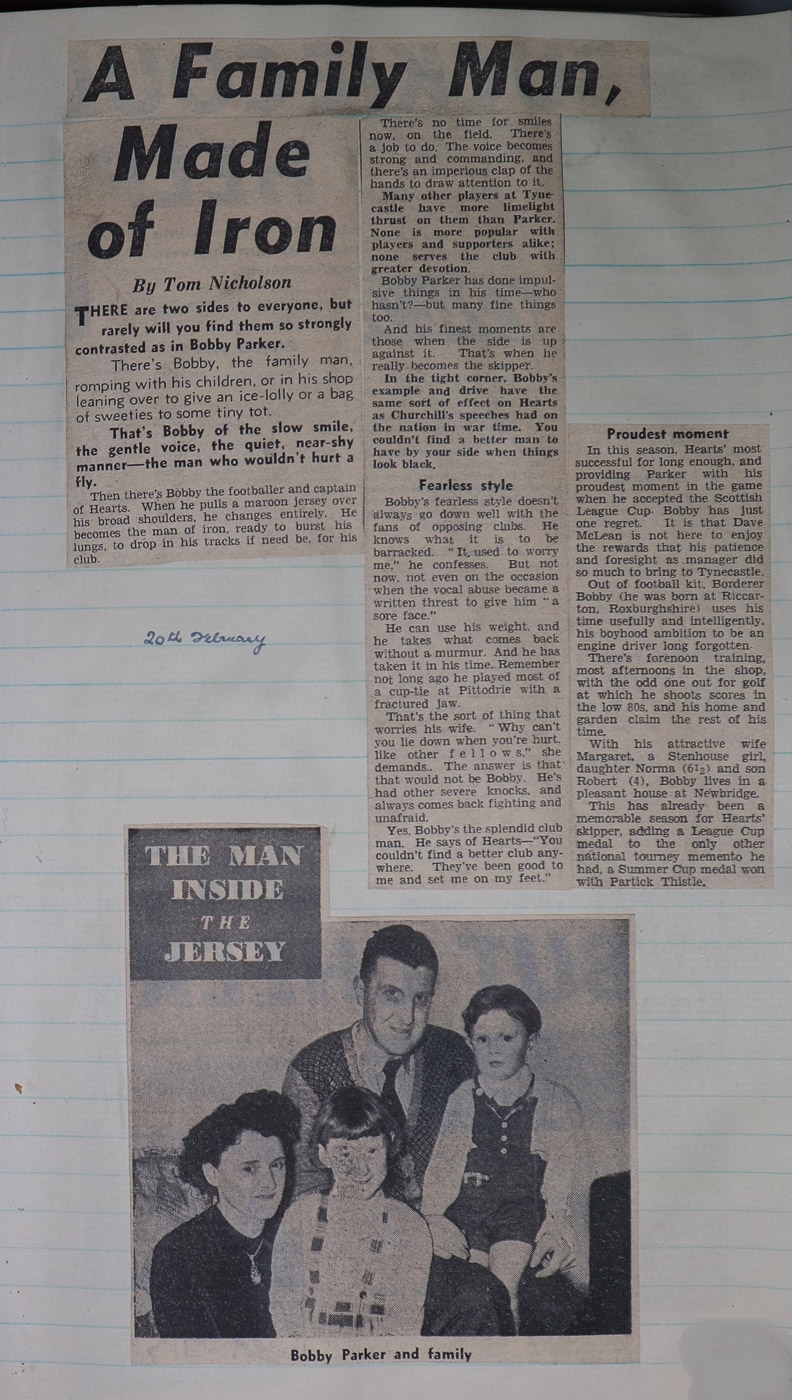 A Family Man,
Made
of Iron
By Tom Nicholson
THERE are two sides to everyone, but
rarely will you find them so strongly
contrasted as in Bobby Parker.
There's Bobby, the family man,
romping with his children, or in his shop
leaning over to give an ice-lolly or a bag
of sweeties to some tiny tot.
That's Bobby of the slow smile,
the gentle voice, the quiet, near-shy
manner—the man who wouldn't hurt a
fly.
Then there's Bobby the footballer and captain
of Hearts. When he pulls a maroon jersey over
his broad shoulders, he changes entirely. He
becomes the man of iron, ready to burst his
lungs, to drop in his tracks if need be, for his
club.
There's no time for smiles
now, on the field. There's
a job to do. The voice becomes
strong and commanding, and
there's an imperious clap of the
hands to draw attention to it.
Many other players at Tyne-
castle have more limelight
thrust on them than Parker.
None is more popular with
players and supporters alike;
none serves the club with
greater devotion.
Bobby Parker has done impul-
sive things in his time—who
hasn't?—but many fine things
too.
And his finest moments are
those when the side is up
against it. That's when he
really becomes the skipper.
In the tight corner, Bobby's
example and drive have the
same sort of effect on Hearts
as Churchill's speeches had on
the nation in war time. You
couldn't find a better man to
have by your side when things
look black.
Fearless style
Bobby's fearless style doesn't
always go down well with the
fans of opposing clubs. He
knows what it is to be
barracked. "It used to worry
me," he confesses. But not
now, not even on the occasion
when the vocal abuse became a
written threat to give him "a
sore face."
He can use his weight, and
he takes what comes back
without a murmur. And he has
taken it in his time. Remember
not long ago he played most of
a cup-tie at Pittodrie with a
fractured jaw.
That's the sort of thing that
worries his wife. "Why can't
you lie down when you're hurt,
like other fellows," she
demands.. The answer is that
that would not be Bobby. He's
had other severe knocks, and
always comes back fighting and
unafraid.
Yes, Bobby's the splendid club
man. He says of Hearts—"You
couldn't find a better club any-
where. They've been good to
me and set me on my feet."
Proudest moment
In this season, Hearts' most
successful for long enough, and
providing Parker with his
proudest moment in the game
when he accepted the Scottish
League Cup, Bobby has just
one regret. It is that Dave
McLean is not here to enjoy
the rewards that his patience
and foresight as manager did
so much to bring to Tynecastle.
Out of football kit, Borderer
Bobby (he was born at Riccar-
ton, Roxburghshire) uses his
time usefully and intelligently,
his boyhood ambition to be an
engine driver long forgotten.
There's forenoon training,
most afternoons in the shop,
with the odd one out for golf
at which he shoots scores in
the low 80s, and his home and
garden claim the rest of his
time.
With his attractive wife
Margaret, a Stenhouse girl,
daughter Norma (6½) and son
Robert (4), Bobby lives in a
pleasant house at Newbridge.
This has already been a
memorable season for Hearts'
skipper, adding a League Cup
medal to the only other
national tourney memento he
had, a Summer Cup medal won
with Partick Thistle.
20th February
THE MAN
INSIDE
THE
JERSEY
Bobby Parker and family